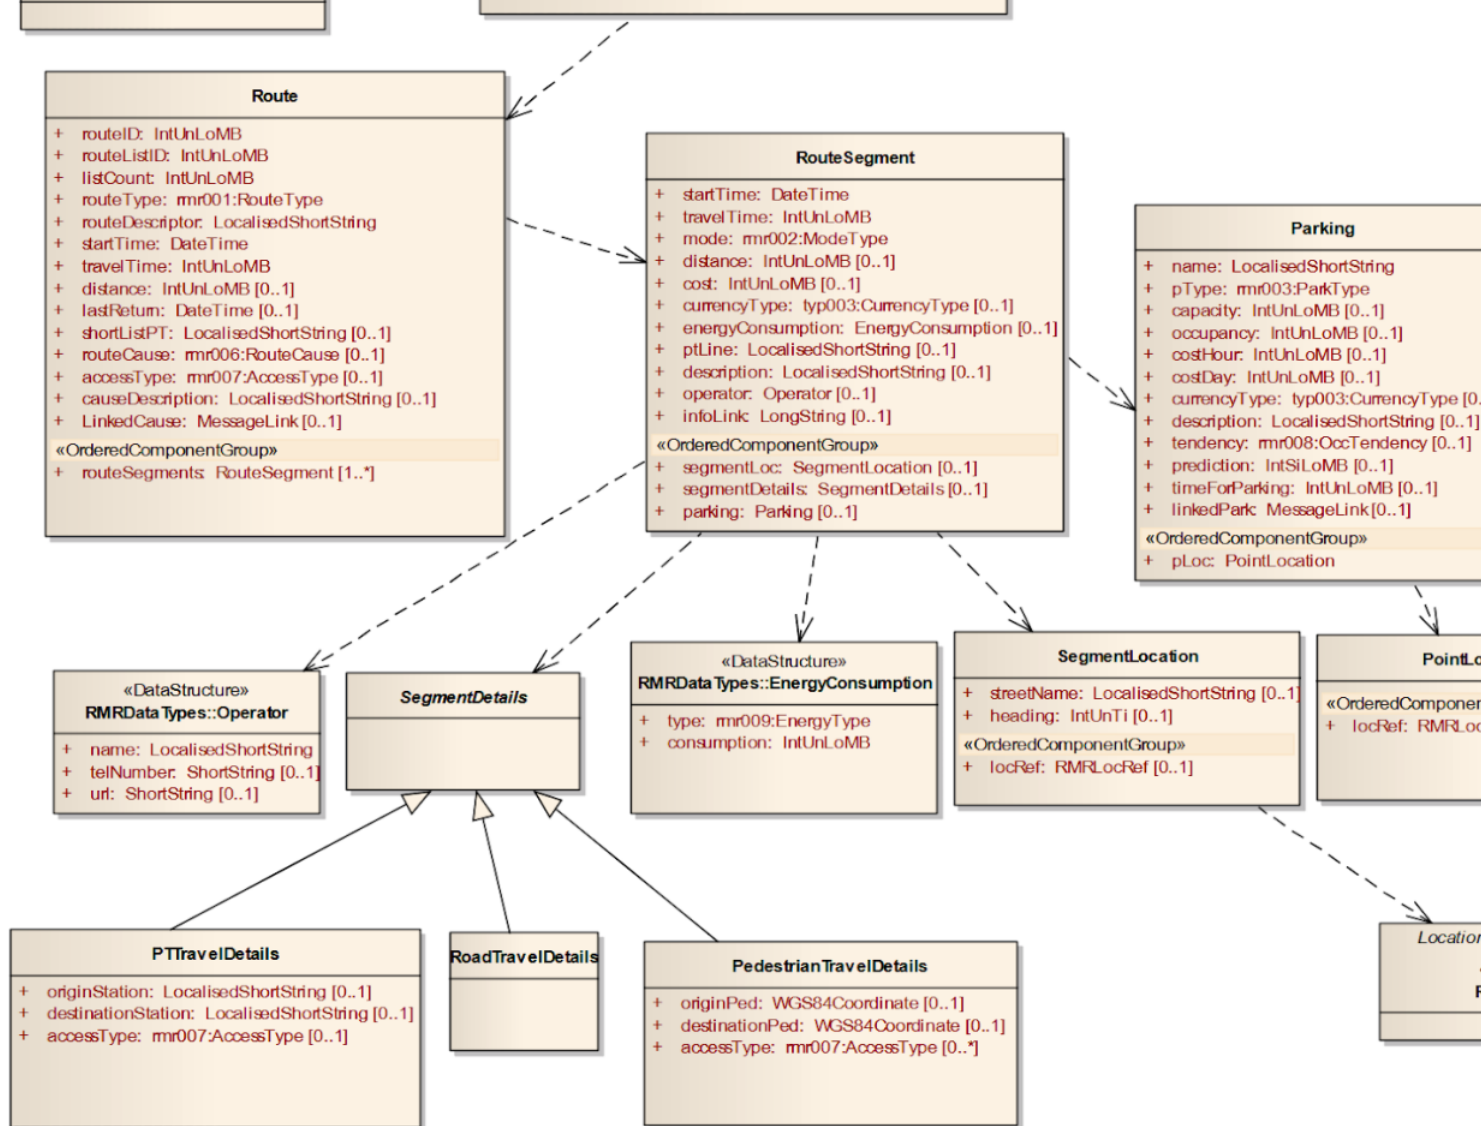 Route
+ routeID: IntUnLoMB
+ routeListID: IntUnLoMB
+ listCount: IntUnLoMB
+ routeType: rmr001:RouteType
+ routeDescriptor: LocalisedShortString
+ startTime: DateTime
+ travelTime: IntUnLoMB
+ distance: IntUnLoMB [0..1]
+ lastReturn: DateTime [0..1]
+ shortListPT: LocalisedShortString [0..1]
+ routeCause: rmr006:RouteCause [0..1]
+ accessType: rmr007:AccessType [0..1]
+ causeDescription: LocalisedShortString [0..1]
+ LinkedCause: MessageLink [0..1]
«OrderedComponentGroup»
+ routeSegments: RouteSegment [1..*]
RouteSegment
+ startTime: DateTime
+ travelTime: IntUnLoMB
+ mode: rmr002:ModeType
+ distance: IntUnLoMB [0..1]
+ cost: IntUnLoMB [0..1]
+ currencyType: typ003:CurrencyType [0..1]
+ energyConsumption: EnergyConsumption [0..1]
+ ptLine: LocalisedShortString [0..1]
+ description: LocalisedShortString [0..1]
+ operator: Operator [0..1]
+ infoLink: LongString [0..1]
«OrderedComponentGroup»
+ segmentLoc: SegmentLocation [0..1]
+ segmentDetails: SegmentDetails [0..1]
+ parking: Parking [0..1]
Parking
+ name: LocalisedShortString
+ pType: rmr003:ParkType
+ capacity: IntUnLoMB [0..1]
+ occupancy: IntUnLoMB [0..1]
+ costHour: IntUnLoMB [0..1]
+ costDay: IntUnLoMB [0..1]
+ currencyType: typ003:CurrencyType [0.
+ description: LocalisedShortString [0..1]
+ tendency: rmr008:OccTendency [0..1]
+ prediction: IntSiLoMB [0..1]
+ timeForParking: IntUnLoMB [0..1]
+ linkedPark: MessageLink [0..1]
«OrderedComponentGroup»
+ pLoc: PointLocation
«DataStructure»
RMRDataTypes::Operator
+ name: LocalisedShortString
+ telNumber: ShortString [0..1]
+ url: ShortString [0..1]
SegmentDetails
«DataStructure»
RMRDataTypes::EnergyConsumption
+ type: rmr009:EnergyType
+ consumption: IntUnLoMB
SegmentLocation
+ streetName: LocalisedShortString [0..1]
+ heading: IntUnTi [0..1]
«OrderedComponentGroup»
+ locRef: RMRLocRef [0..1]
PointLo
«OrderedComponen
+ locRef: RMRLoc
PTTravelDetails
+ originStation: LocalisedShortString [0..1]
+ destinationStation: LocalisedShortString [0..1]
+ accessType: rmr007:AccessType [0..1]
RoadTravelDetails
PedestrianTravelDetails
+ originPed: WGS84Coordinate [0..1]
+ destinationPed: WGS84Coordinate [0..1]
+ accessType: rmr007:AccessType [0..*]
Location